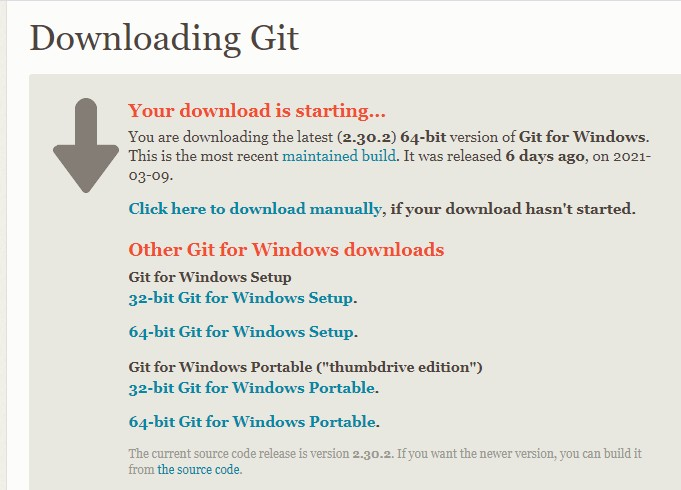 Downloading Git
Your download is starting...
You are downloading the latest (2.30.2) 64-bit version of Git for Windows.
This is the most recent maintained build. It was released 6 days ago, on 2021-
03-09.
Click here to download manually, if your download hasn't started.
Other Git for Windows downloads
Git for Windows Setup
32-bit Git for Windows Setup.
64-bit Git for Windows Setup.
Git for Windows Portable ("thumbdrive edition")
32-bit Git for Windows Portable.
64-bit Git for Windows Portable.
The current source code release is version 2.30.2. If you want the newer version, you can build it
from the source code.